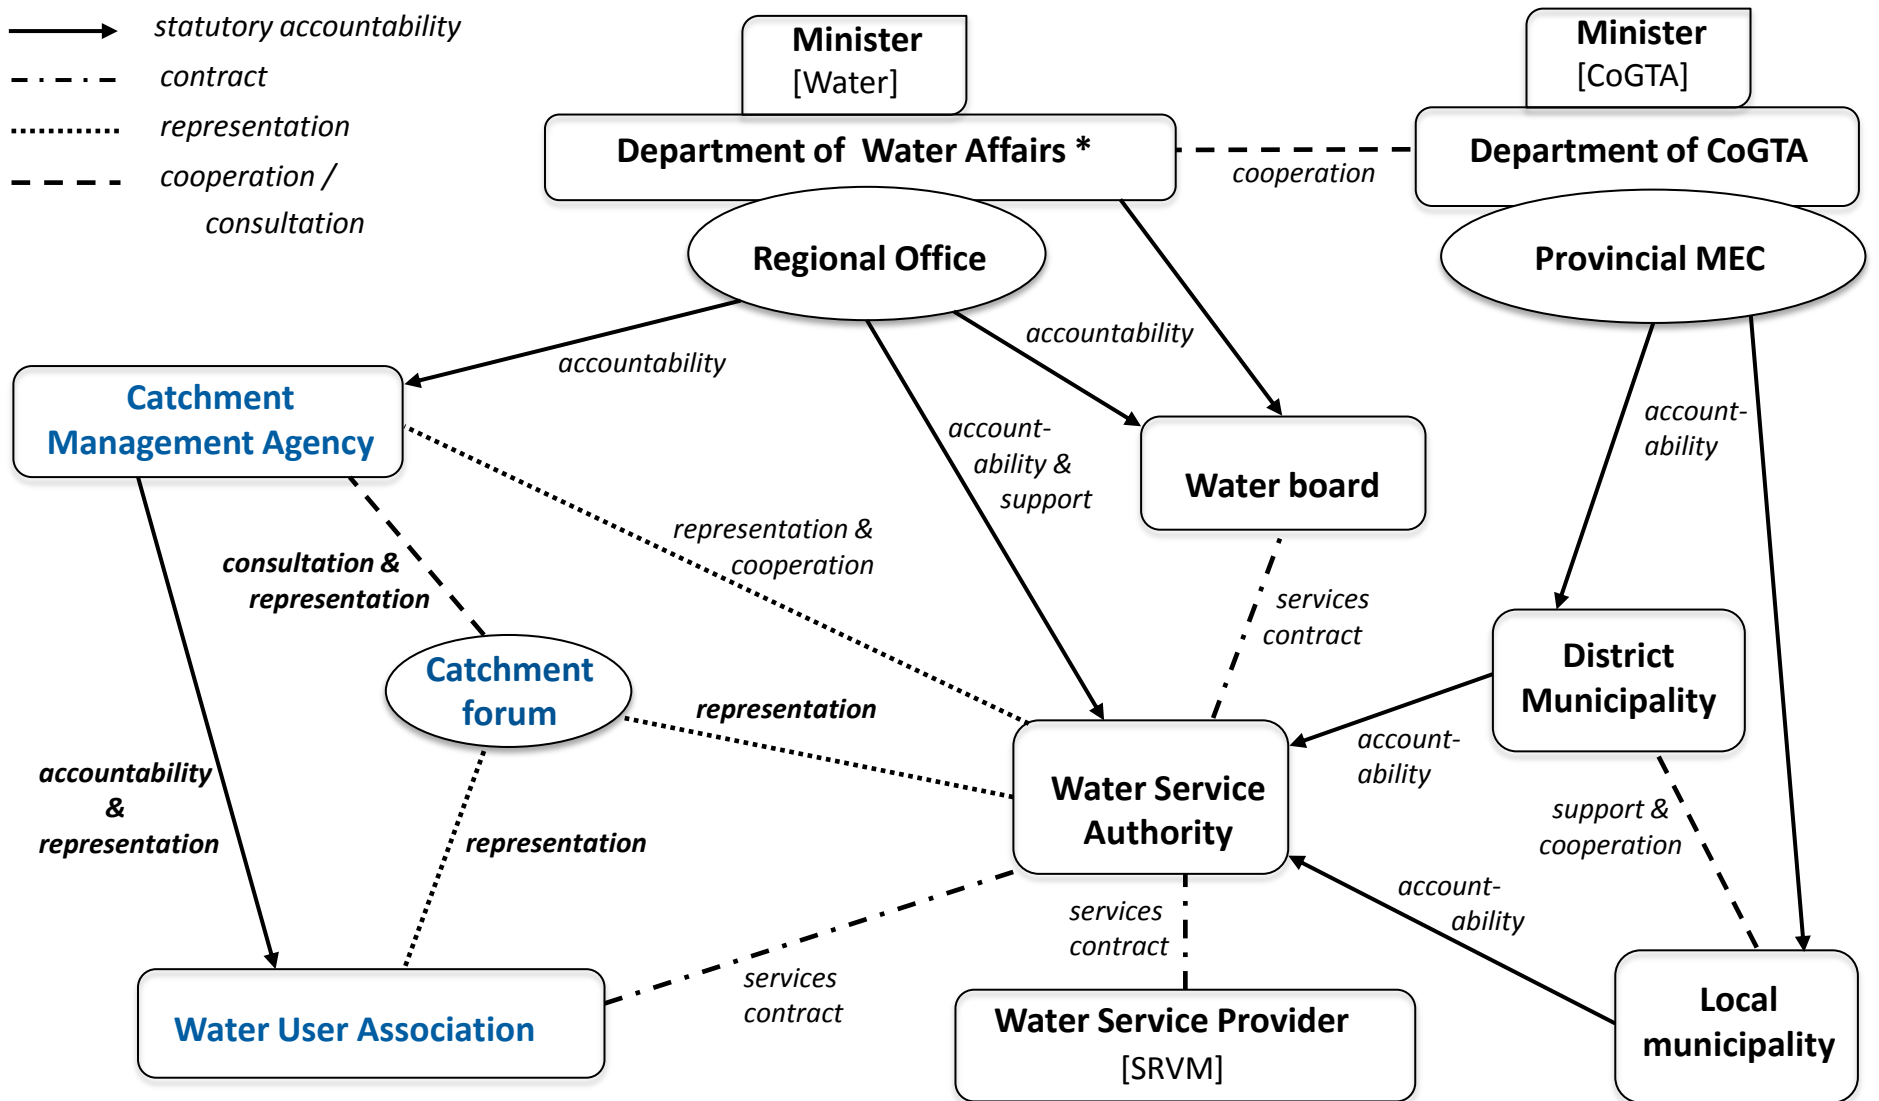 statutory accountability
contract
representation
cooperation /
consultation
Minister
[Water]
Minister
[CoGTA]
Department of Water Affairs *
cooperation
Department of CoGTA
Regional Office
Provincial MEC
accountability
accountability
account-
ability &
support
account-
ability
Catchment
Management Agency
Water board
representation &
cooperation
consultation &
representation
services
contract
Catchment
forum
representation
District
Municipality
account-
ability
accountability
&
representation
representation
Water Service
Authority
support &
cooperation
account-
ability
services
contract
services
contract
Water User Association
Water Service Provider
[SRVM]
Local
municipality